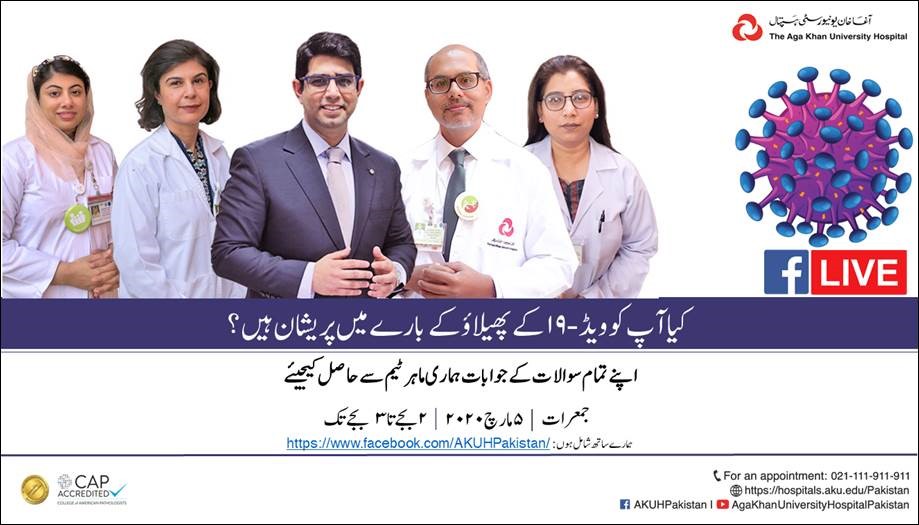 آغا خان یونیورسٹی ہسپتال
The Aga Khan University Hospital
f LIVE
کیا آپ کو ویڈ-۱۹ کے پھیلاؤ کے بارے میں پریشان ہیں؟
اپنے تمام سوالات کے جوابات ہماری ماہر ٹیم سے حاصل کیجیئے
جمعرات | ۵ مارچ ۲۰۲۰ | ۲ بجے تا ۳ بجے تک
ہمارے ساتھ شامل ہوں: https://www.facebook.com/AKUHPakistan/
CAP
ACCREDITED
COLLEGE of AMERICAN PATHOLOGISTS
For an appointment: 021-111-911-911
https://hospitals.aku.edu/Pakistan
AKUHPakistan I AgaKhanUniversityHospitalPakistan